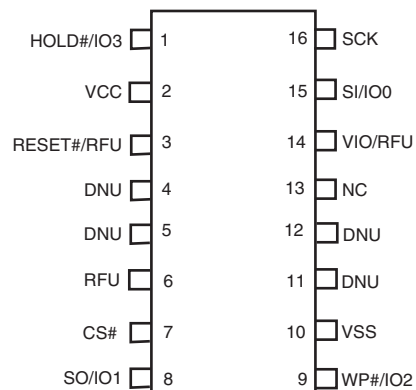 HOLD#/IO3 1 16 SCK
VCC 2 15 SI/IO0
RESET#/RFU 3 14 VIO/RFU
DNU 4 13 NC
DNU 5 12 DNU
RFU 6 11 DNU
CS# 7 10 VSS
SO/IO1 8 9 WP#/IO2